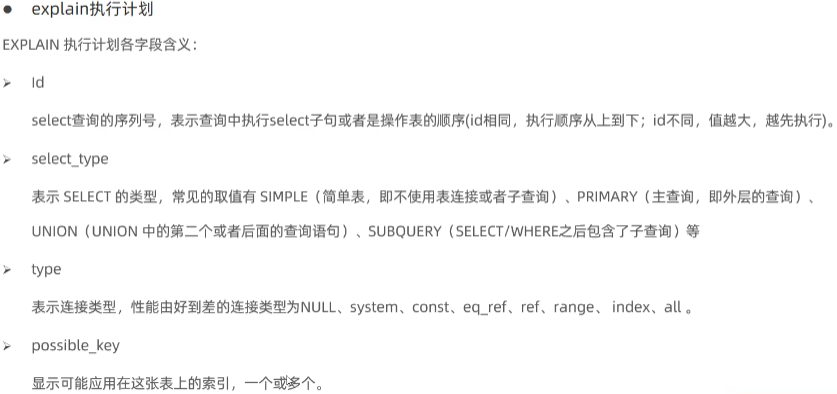 ● explain执行计划
EXPLAIN 执行计划各字段含义：
➢ Id
select查询的序列号，表示查询中执行select子句或者是操作表的顺序(id相同，执行顺序从上到下；id不同，值越大，越先执行)。
➢ select_type
表示 SELECT 的类型，常见的取值有 SIMPLE（简单表，即不使用表连接或者子查询）、PRIMARY（主查询，即外层的查询）、
UNION（UNION 中的第二个或者后面的查询语句）、SUBQUERY（SELECT/WHERE之后包含了子查询）等
➢ type
表示连接类型，性能由好到差的连接类型为NULL、system、const、eq_ref、ref、range、 index、all 。
➢ possible_key
显示可能应用在这张表上的索引，一个或多个。